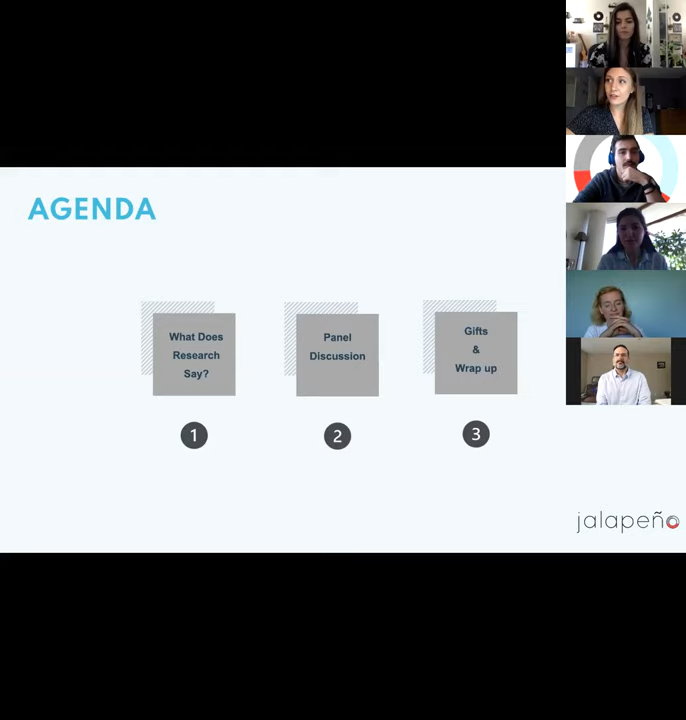 AGENDA
What Does
Research
Say?
Panel
Discussion
Gifts
&
Wrap up
1
2
3
jalapeño